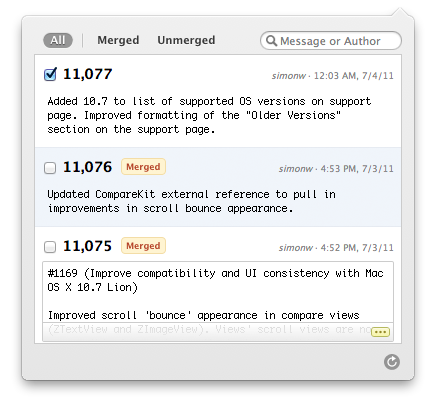 All Merged Unmerged Message or Author
11,077 simonw · 12:03 AM, 7/4/11
Added 10.7 to list of supported OS versions on support
page. Improved formatting of the "Older Versions"
section on the support page.
11,076 Merged simonw · 4:53 PM, 7/3/11
Updated CompareKit external reference to pull in
improvements in scroll bounce appearance.
11,075 Merged simonw · 4:52 PM, 7/3/11
#1169 (Improve compatibility and UI consistency with Mac
OS X 10.7 Lion)
Improved scroll 'bounce' appearance in compare views
(ZTextView and ZImageView). Views' scroll views are no